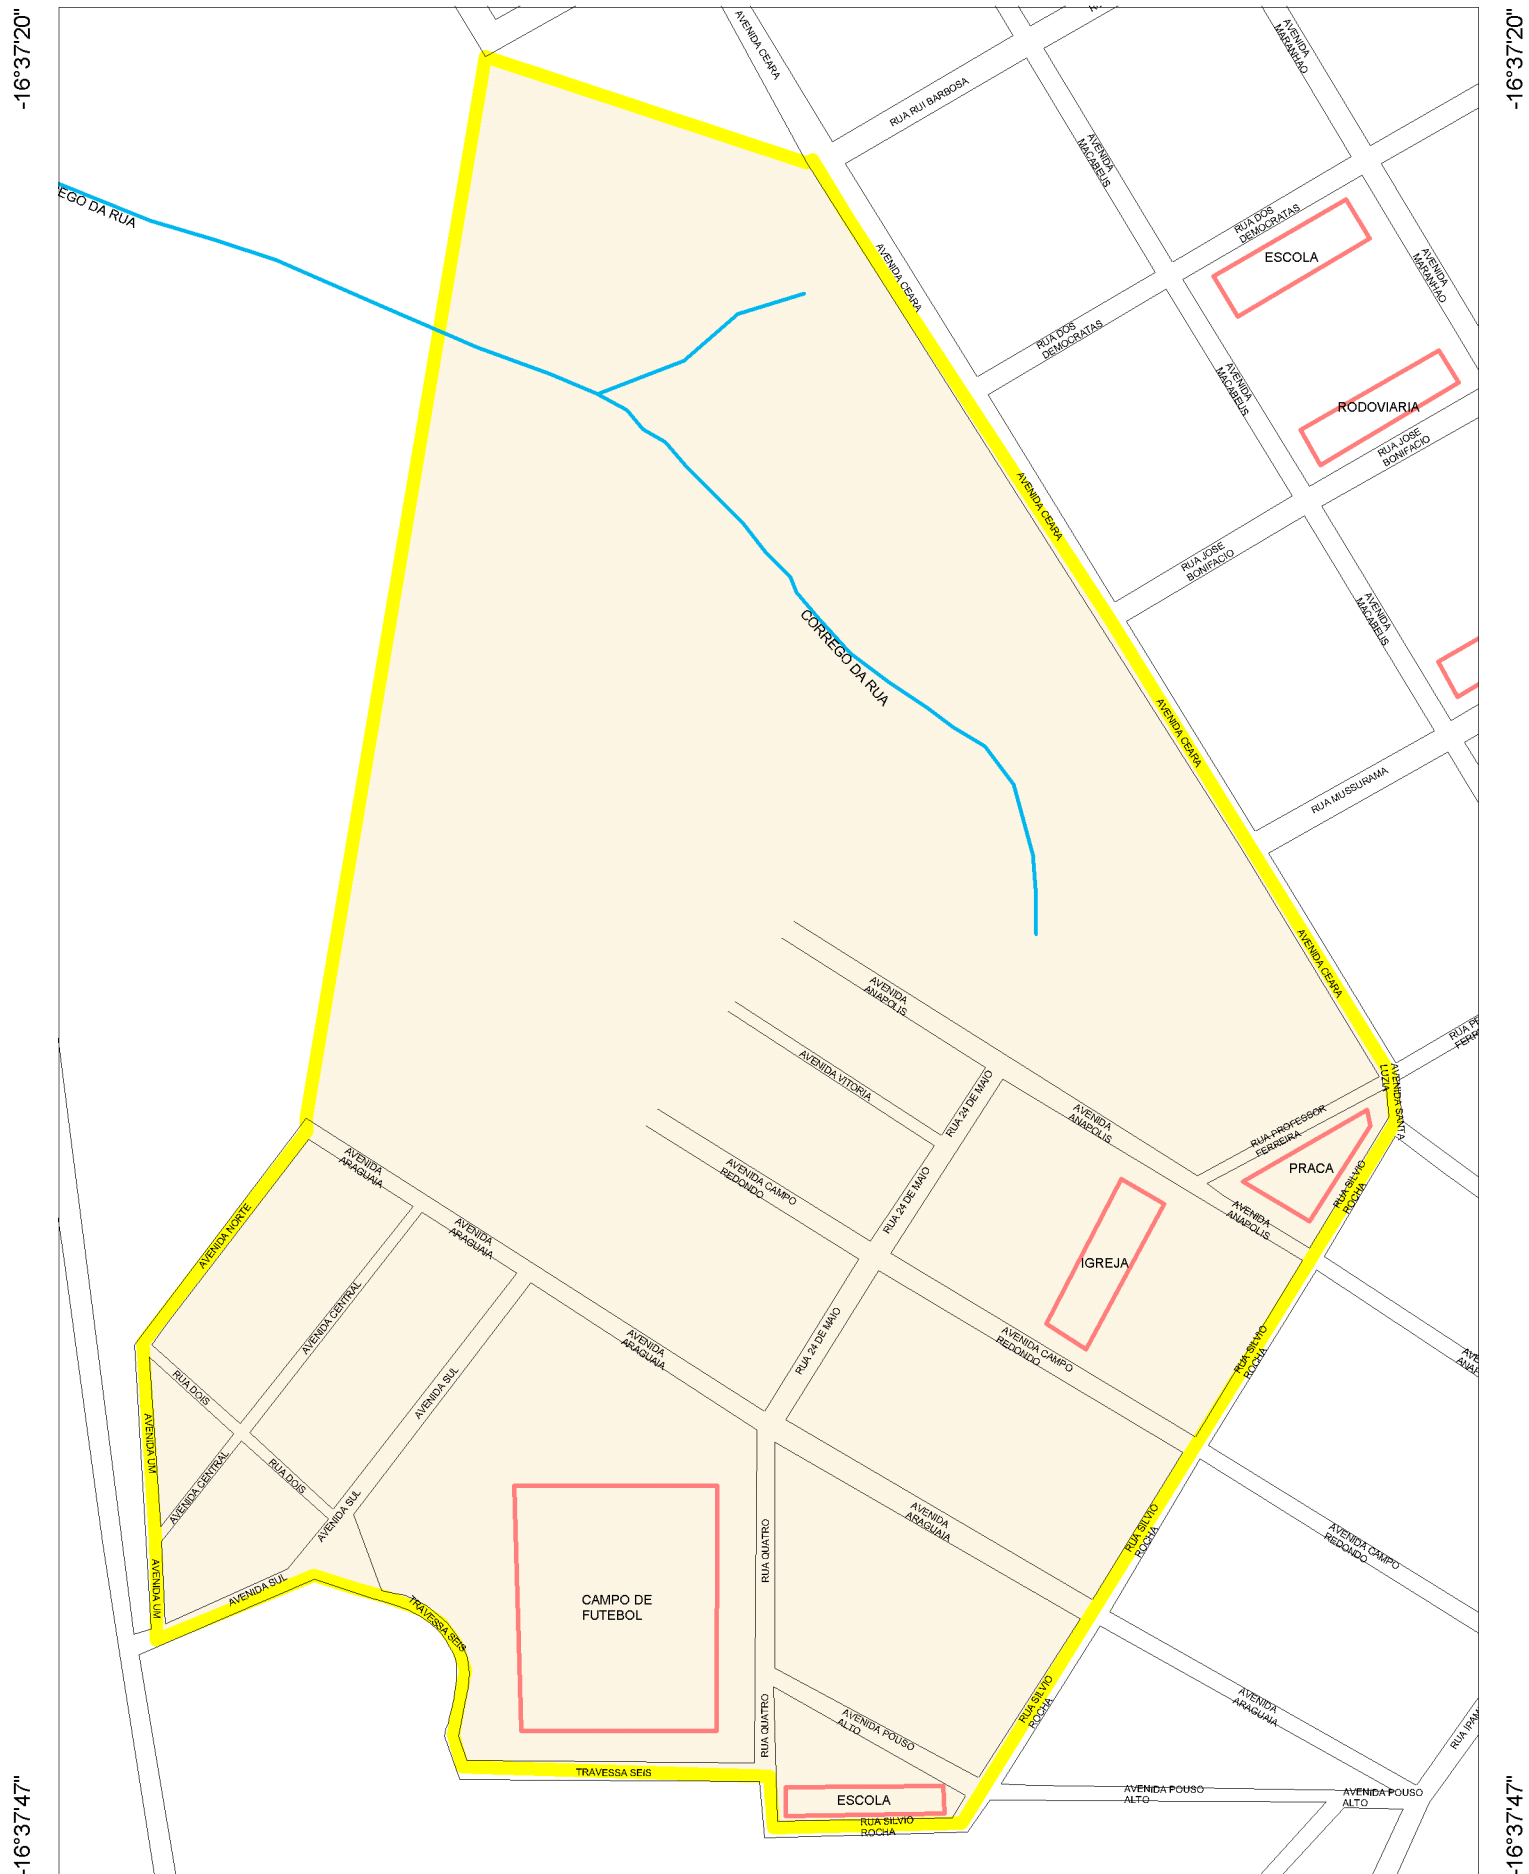 -16°37'20"
-16°37'20"
AVENIDA CEARA
AVENIDA
MARANHAO
RUA RUI BARBOSA
AVENIDA
MACABEUS
EGO DA RUA
RUA DOS
DEMOCRATAS
ESCOLA
AVENIDA CEARA
AVENIDA
MARANHAO
RUA DOS
DEMOCRATAS
AVENIDA
MACABEUS
RODOVIARIA
RUA JOSE
BONIFACIO
AVENIDA CEARA
RUA JOSE
BONIFACIO
AVENIDA
MACABEUS
CORREGO DA RUA
AVENIDA CEARA
RUA MUSSURAMA
AVENIDA CEARA
AVENIDA
ANAPOLIS
RUA PR
FERR
AVENIDA VITORIA
RUA 24 DE MAIO
AVENIDA SANTA
LUZIA
AVENIDA
ANAPOLIS
RUA PROFESSOR
FERREIRA
PRACA
AVENIDA
ARAGUAIA
AVENIDA CAMPO
REDONDO
RUA 24 DE MAIO
RUA SILVIO
ROCHA
AVENIDA
ANAPOLIS
AVENIDA NORTE
AVENIDA
ARAGUAIA
IGREJA
AVENIDA CENTRAL
RUA 24 DE MAIO
AVENIDA
ARAGUAIA
AVENIDA CAMPO
REDONDO
RUA SILVIO
ROCHA
AVE
ANAP
RUA DOIS
AVENIDA SUL
AVENIDA UM
AVENIDA CENTRAL
RUA DOIS
AVENIDA SUL
AVENIDA
ARAGUAIA
RUA SILVIO
ROCHA
AVENIDA CAMPO
REDONDO
RUA QUATRO
AVENIDA UM
AVENIDA SUL
TRAVESSA SEIS
CAMPO DE
FUTEBOL
RUA SILVIO
ROCHA
AVENIDA
ARAGUAIA
RUA QUATRO
AVENIDA POUSO
ALTO
RUA IPAM
TRAVESSA SEIS
ESCOLA
RUA SILVIO
ROCHA
AVENIDA POUSO
ALTO
AVENIDA POUSO
ALTO
-16°37'47"
-16°37'47"